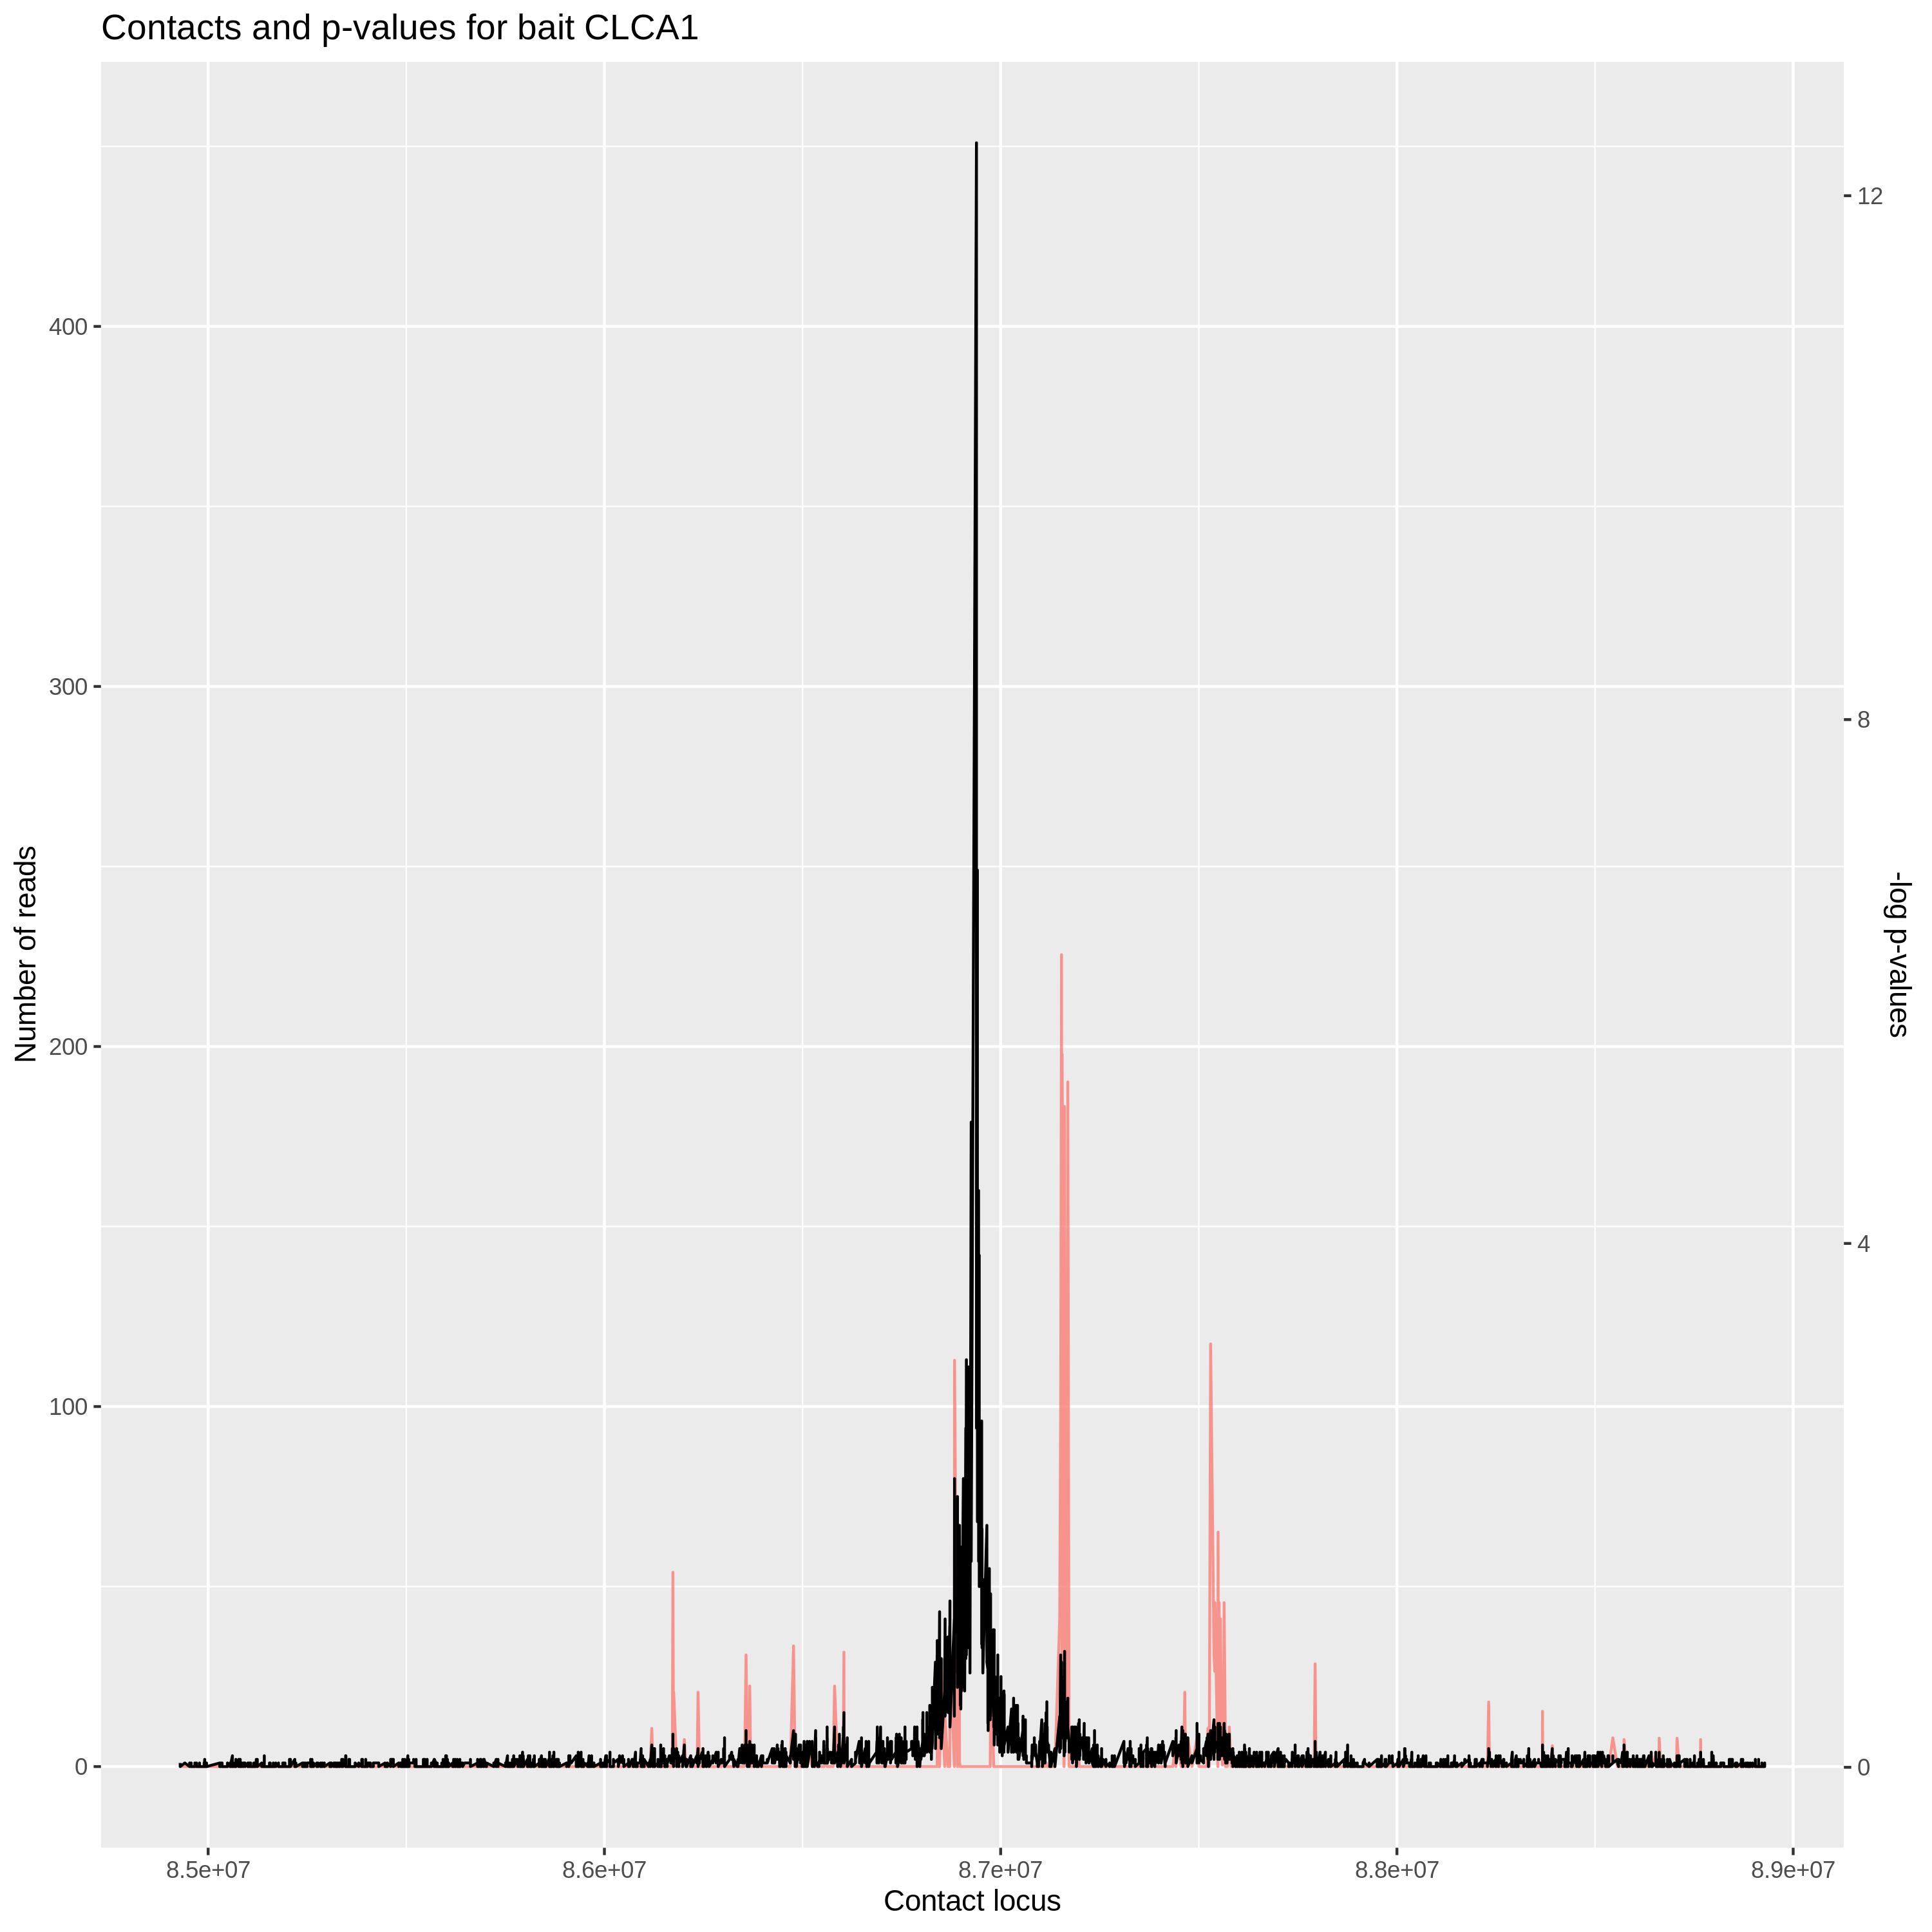 Contacts and p-values for bait CLCA1
Number of reads
400
300
200
100
0
12
8
4
0
-log p-values
8.5e+07
8.6e+07
8.7e+07
8.8e+07
8.9e+07
Contact locus